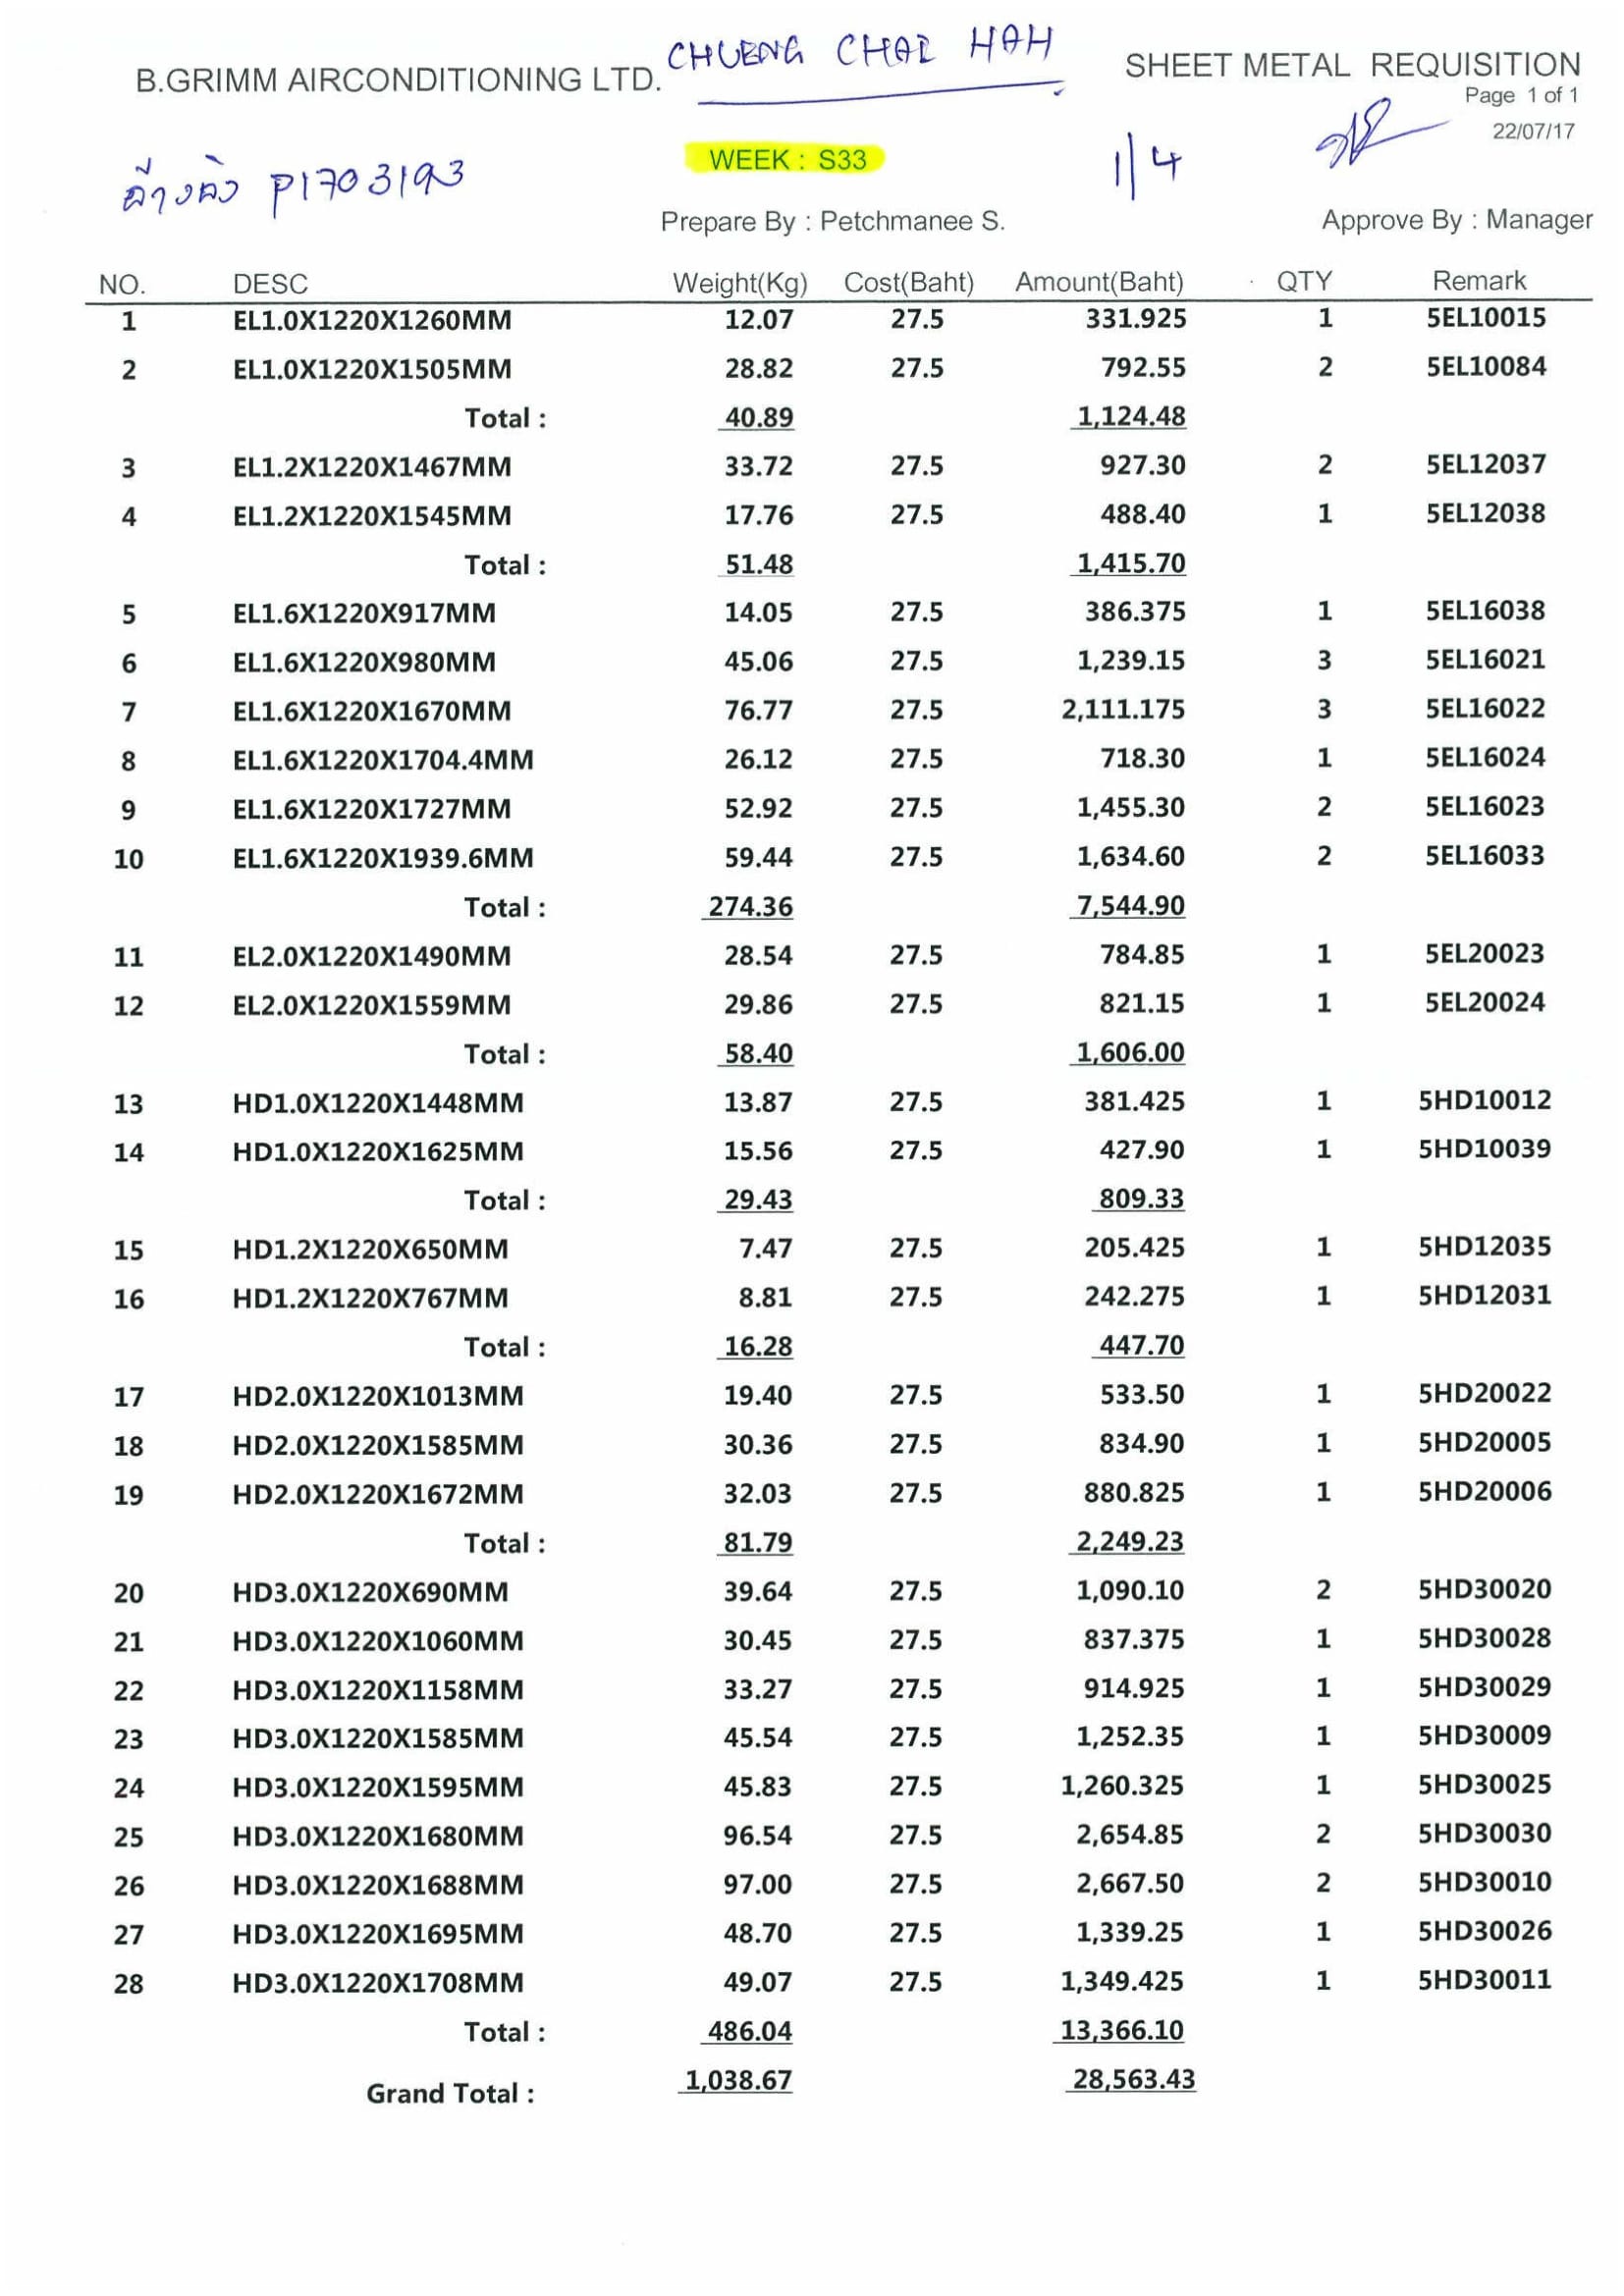 CHUENG CHAI HAH
B.GRIMM AIRCONDITIONING LTD.
SHEET METAL REQUISITION
Page 1 of 1
22/07/17
WEEK : S33
1/4
อ้างถึง P1703193
Prepare By : Petchmanee S.
Approve By : Manager
NO. DESC Weight(Kg) Cost(Baht) Amount(Baht) QTY Remark
1 EL1.0X1220X1260MM 12.07 27.5 331.925 1 5EL10015
2 EL1.0X1220X1505MM 28.82 27.5 792.55 2 5EL10084
Total : 40.89 1,124.48
3 EL1.2X1220X1467MM 33.72 27.5 927.30 2 5EL12037
4 EL1.2X1220X1545MM 17.76 27.5 488.40 1 5EL12038
Total : 51.48 1,415.70
5 EL1.6X1220X917MM 14.05 27.5 386.375 1 5EL16038
6 EL1.6X1220X980MM 45.06 27.5 1,239.15 3 5EL16021
7 EL1.6X1220X1670MM 76.77 27.5 2,111.175 3 5EL16022
8 EL1.6X1220X1704.4MM 26.12 27.5 718.30 1 5EL16024
9 EL1.6X1220X1727MM 52.92 27.5 1,455.30 2 5EL16023
10 EL1.6X1220X1939.6MM 59.44 27.5 1,634.60 2 5EL16033
Total : 274.36 7,544.90
11 EL2.0X1220X1490MM 28.54 27.5 784.85 1 5EL20023
12 EL2.0X1220X1559MM 29.86 27.5 821.15 1 5EL20024
Total : 58.40 1,606.00
13 HD1.0X1220X1448MM 13.87 27.5 381.425 1 5HD10012
14 HD1.0X1220X1625MM 15.56 27.5 427.90 1 5HD10039
Total : 29.43 809.33
15 HD1.2X1220X650MM 7.47 27.5 205.425 1 5HD12035
16 HD1.2X1220X767MM 8.81 27.5 242.275 1 5HD12031
Total : 16.28 447.70
17 HD2.0X1220X1013MM 19.40 27.5 533.50 1 5HD20022
18 HD2.0X1220X1585MM 30.36 27.5 834.90 1 5HD20005
19 HD2.0X1220X1672MM 32.03 27.5 880.825 1 5HD20006
Total : 81.79 2,249.23
20 HD3.0X1220X690MM 39.64 27.5 1,090.10 2 5HD30020
21 HD3.0X1220X1060MM 30.45 27.5 837.375 1 5HD30028
22 HD3.0X1220X1158MM 33.27 27.5 914.925 1 5HD30029
23 HD3.0X1220X1585MM 45.54 27.5 1,252.35 1 5HD30009
24 HD3.0X1220X1595MM 45.83 27.5 1,260.325 1 5HD30025
25 HD3.0X1220X1680MM 96.54 27.5 2,654.85 2 5HD30030
26 HD3.0X1220X1688MM 97.00 27.5 2,667.50 2 5HD30010
27 HD3.0X1220X1695MM 48.70 27.5 1,339.25 1 5HD30026
28 HD3.0X1220X1708MM 49.07 27.5 1,349.425 1 5HD30011
Total : 486.04 13,366.10
Grand Total : 1,038.67 28,563.43